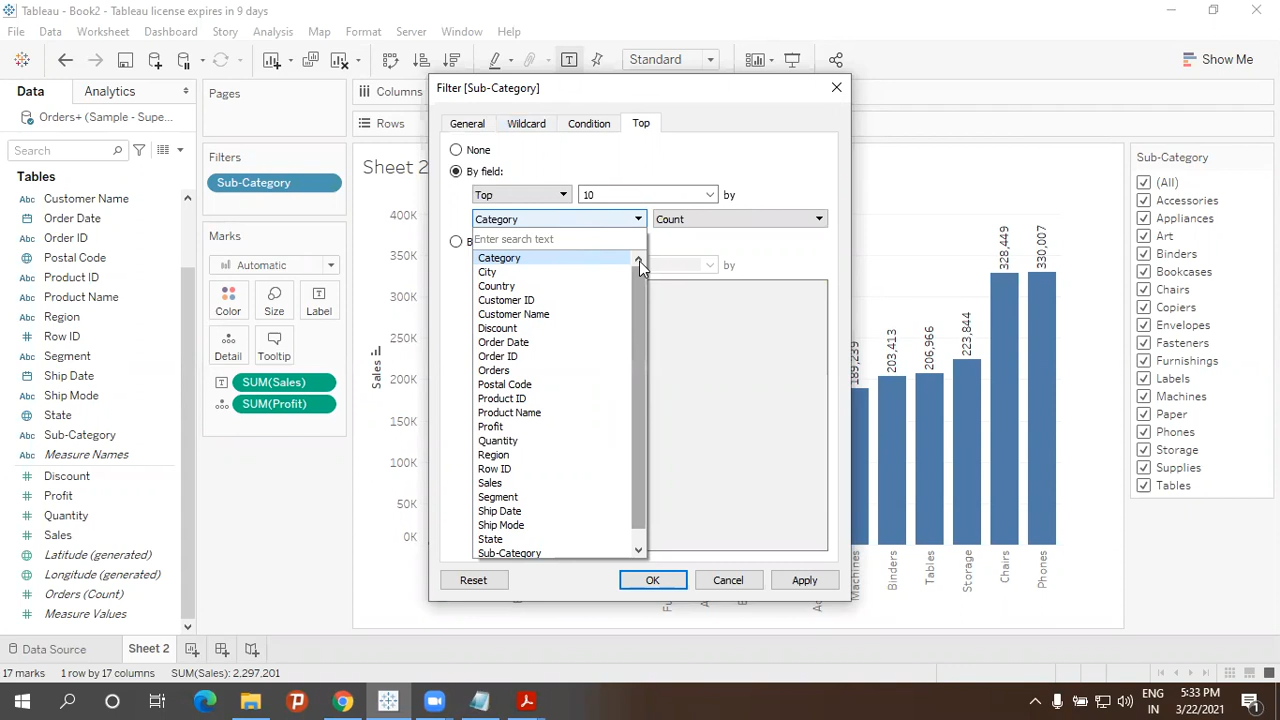 Tableau - Book2 - Tableau license expires in 9 days
File Data Worksheet Dashboard Story Analysis Map Format Server Window Help
Standard
Show Me
Data Analytics
Orders+ (Sample - Supe...
Search
Tables
Abc Customer Name
Order Date
Abc Order ID
Postal Code
Abc Product ID
Abc Product Name
Region
# Row ID
Abc Segment
Ship Date
Abc Ship Mode
State
Abc Sub-Category
Abc Measure Names
# Discount
# Profit
# Quantity
# Sales
Latitude (generated)
Longitude (generated)
# Orders (Count)
# Measure Values
Pages
Filters
Sub-Category
Marks
Automatic
Color Size Label
Detail Tooltip
SUM(Sales)
SUM(Profit)
Columns
Rows
Sheet 2
Sales
400K
350K
300K
250K
200K
150K
100K
50K
0K
189,239
203,413
206,966
223,844
328,449
330,007
Machines
Binders
Tables
Storage
Chairs
Phones
Filter [Sub-Category]
General Wildcard Condition Top
None
By field:
Top 10 by
Category Count
Enter search text
by
Category
City
Country
Customer ID
Customer Name
Discount
Order Date
Order ID
Orders
Postal Code
Product ID
Product Name
Profit
Quantity
Region
Row ID
Sales
Segment
Ship Date
Ship Mode
State
Sub-Category
Reset OK Cancel Apply
Sub-Category
(All)
Accessories
Appliances
Art
Binders
Bookcases
Chairs
Copiers
Envelopes
Fasteners
Furnishings
Labels
Machines
Paper
Phones
Storage
Supplies
Tables
Data Source Sheet 2
17 marks 1 row by 17 columns SUM(Sales): 2,297,201
ENG
IN
5:33 PM
3/22/2021
1